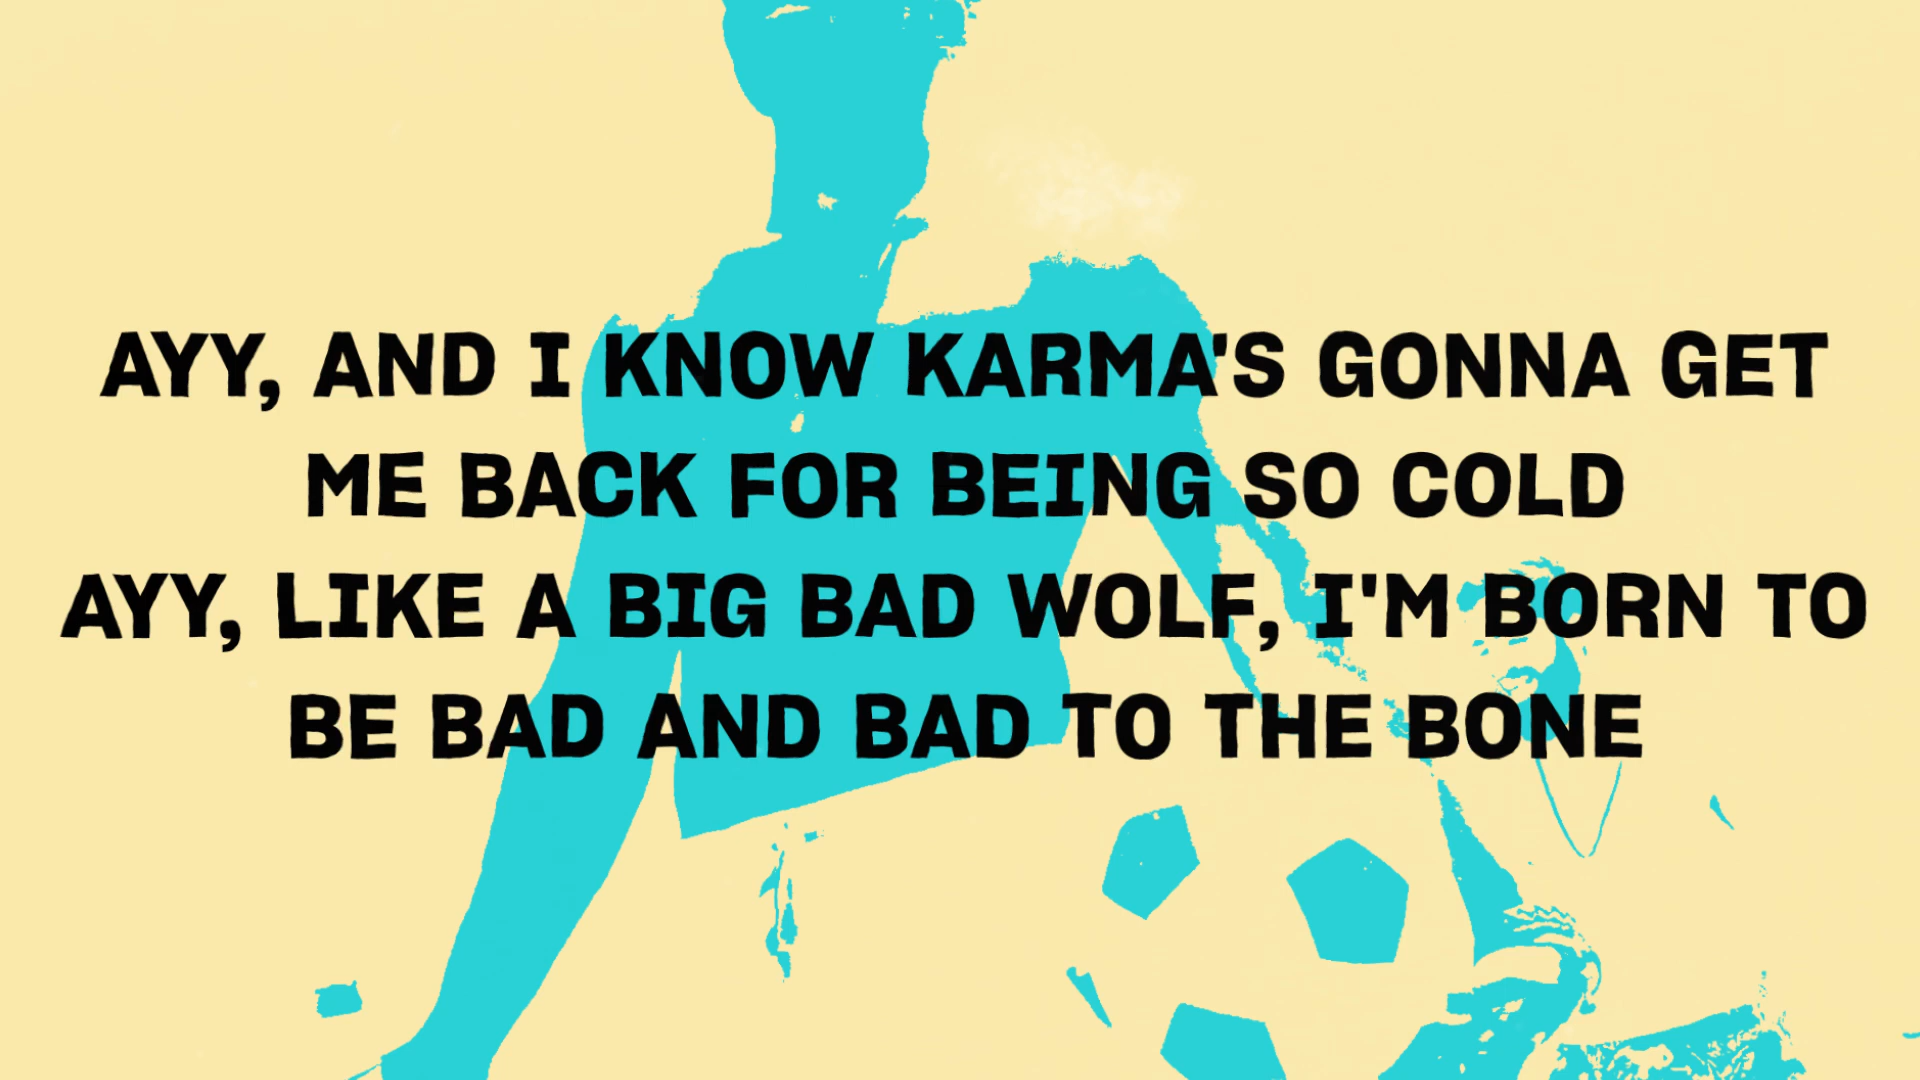 AYY, AND I KNOW KARMA'S GONNA GET
ME BACK FOR BEING SO COLD
AYY, LIKE A BIG BAD WOLF, I'M BORN TO
BE BAD AND BAD TO THE BONE